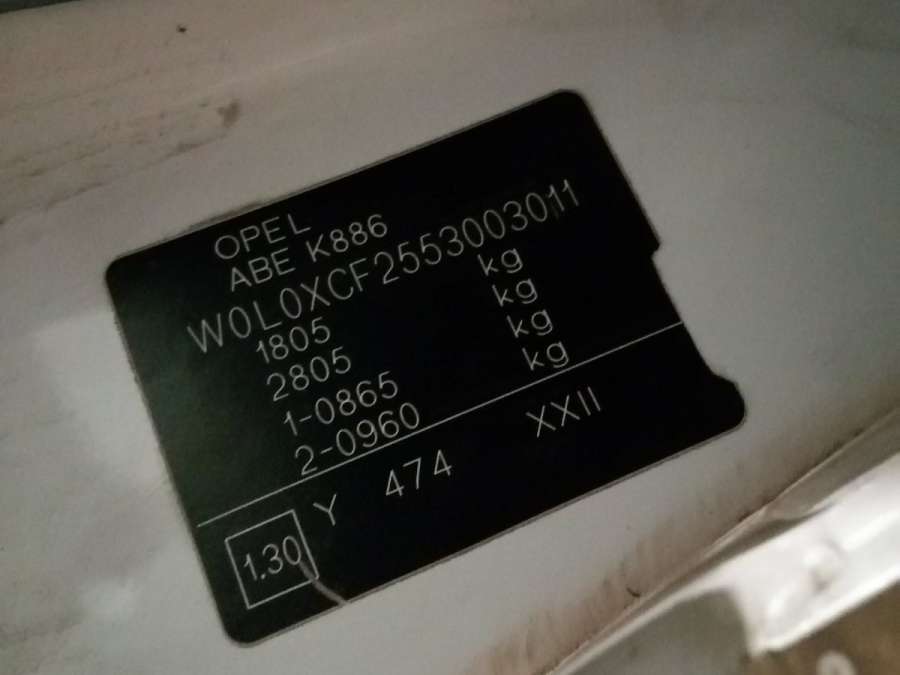 OPEL
ABE K886
W0L0XCF2553003011
1805 kg
2805 kg
1-0865 kg
2-0960 kg
1.30 Y 474 XXII